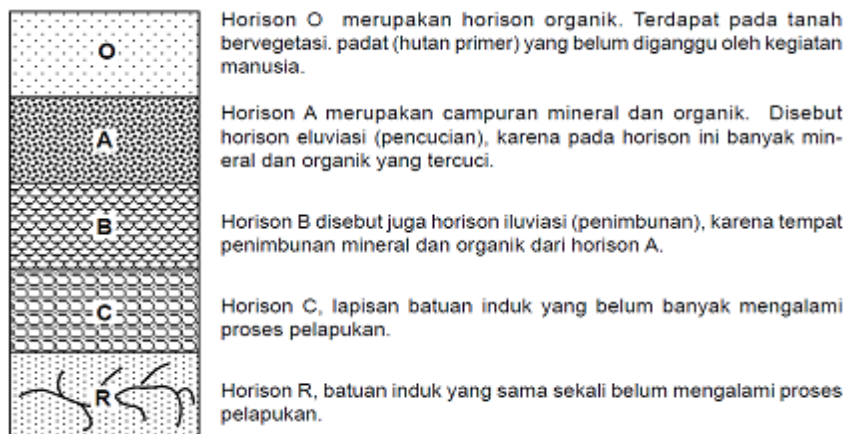 O
Horison O merupakan horison organik. Terdapat pada tanah
bervegetasi. padat (hutan primer) yang belum diganggu oleh kegiatan
manusia.
A
Horison A merupakan campuran mineral dan organik. Disebut
horison eluviasi (pencucian), karena pada horison ini banyak min-
eral dan organik yang tercuci.
B
Horison B disebut juga horison iluviasi (penimbunan), karena tempat
penimbunan mineral dan organik dari horison A.
C
Horison C, lapisan batuan induk yang belum banyak mengalami
proses pelapukan.
R
Horison R, batuan induk yang sama sekali belum mengalami proses
pelapukan.